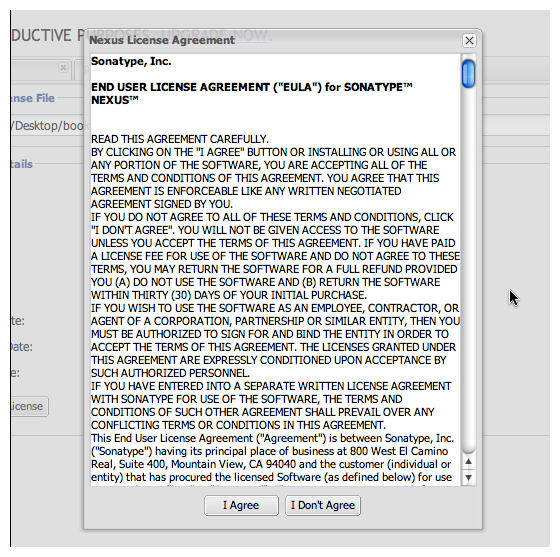 DUCTIVE PURPOSES. UPGRADE NOW.
Nexus License Agreement
ense File
/Desktop/boo
etails
te:
Date:
e:
License
Sonatype, Inc.
END USER LICENSE AGREEMENT ("EULA") for SONATYPE™
NEXUS™
READ THIS AGREEMENT CAREFULLY.
BY CLICKING ON THE "I AGREE" BUTTON OR INSTALLING OR USING ALL OR
ANY PORTION OF THE SOFTWARE, YOU ARE ACCEPTING ALL OF THE
TERMS AND CONDITIONS OF THIS AGREEMENT. YOU AGREE THAT THIS
AGREEMENT IS ENFORCEABLE LIKE ANY WRITTEN NEGOTIATED
AGREEMENT SIGNED BY YOU.
IF YOU DO NOT AGREE TO ALL OF THESE TERMS AND CONDITIONS, CLICK
"I DON'T AGREE". YOU WILL NOT BE GIVEN ACCESS TO THE SOFTWARE
UNLESS YOU ACCEPT THE TERMS OF THIS AGREEMENT. IF YOU HAVE PAID
A LICENSE FEE FOR USE OF THE SOFTWARE AND DO NOT AGREE TO THESE
TERMS, YOU MAY RETURN THE SOFTWARE FOR A FULL REFUND PROVIDED
YOU (A) DO NOT USE THE SOFTWARE AND (B) RETURN THE SOFTWARE
WITHIN THIRTY (30) DAYS OF YOUR INITIAL PURCHASE.
IF YOU WISH TO USE THE SOFTWARE AS AN EMPLOYEE, CONTRACTOR, OR
AGENT OF A CORPORATION, PARTNERSHIP OR SIMILAR ENTITY, THEN YOU
MUST BE AUTHORIZED TO SIGN FOR AND BIND THE ENTITY IN ORDER TO
ACCEPT THE TERMS OF THIS AGREEMENT. THE LICENSES GRANTED UNDER
THIS AGREEMENT ARE EXPRESSLY CONDITIONED UPON ACCEPTANCE BY
SUCH AUTHORIZED PERSONNEL.
IF YOU HAVE ENTERED INTO A SEPARATE WRITTEN LICENSE AGREEMENT
WITH SONATYPE FOR USE OF THE SOFTWARE, THE TERMS AND
CONDITIONS OF SUCH OTHER AGREEMENT SHALL PREVAIL OVER ANY
CONFLICTING TERMS OR CONDITIONS IN THIS AGREEMENT.
This End User License Agreement ("Agreement") is between Sonatype, Inc.
("Sonatype") having its principal place of business at 800 West El Camino
Real, Suite 400, Mountain View, CA 94040 and the customer (individual or
entity) that has procured the licensed Software (as defined below) for use
I Agree
I Don't Agree